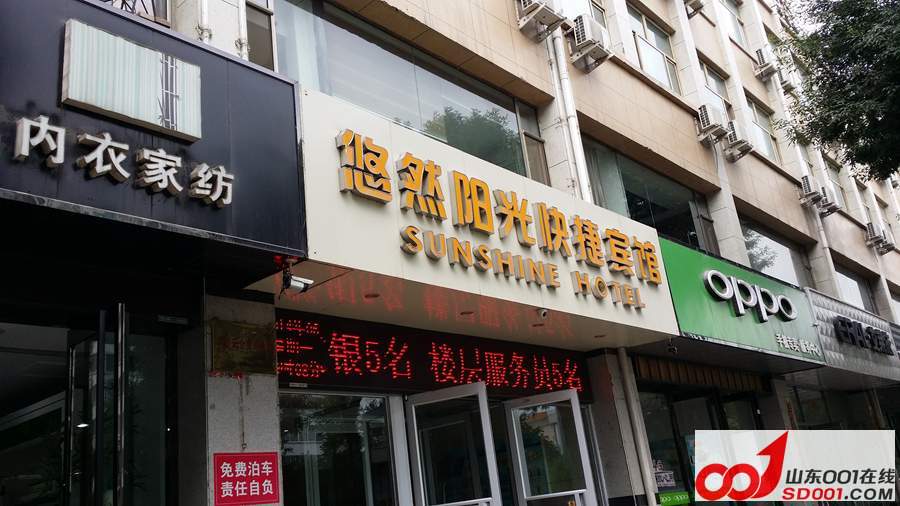 内衣家纺
悠然阳光快捷宾馆
SUNSHINE HOTEL
oppo
银5名 楼层服务员5名
免费泊车
责任自负
oppo
山东001在线
SD001.COM